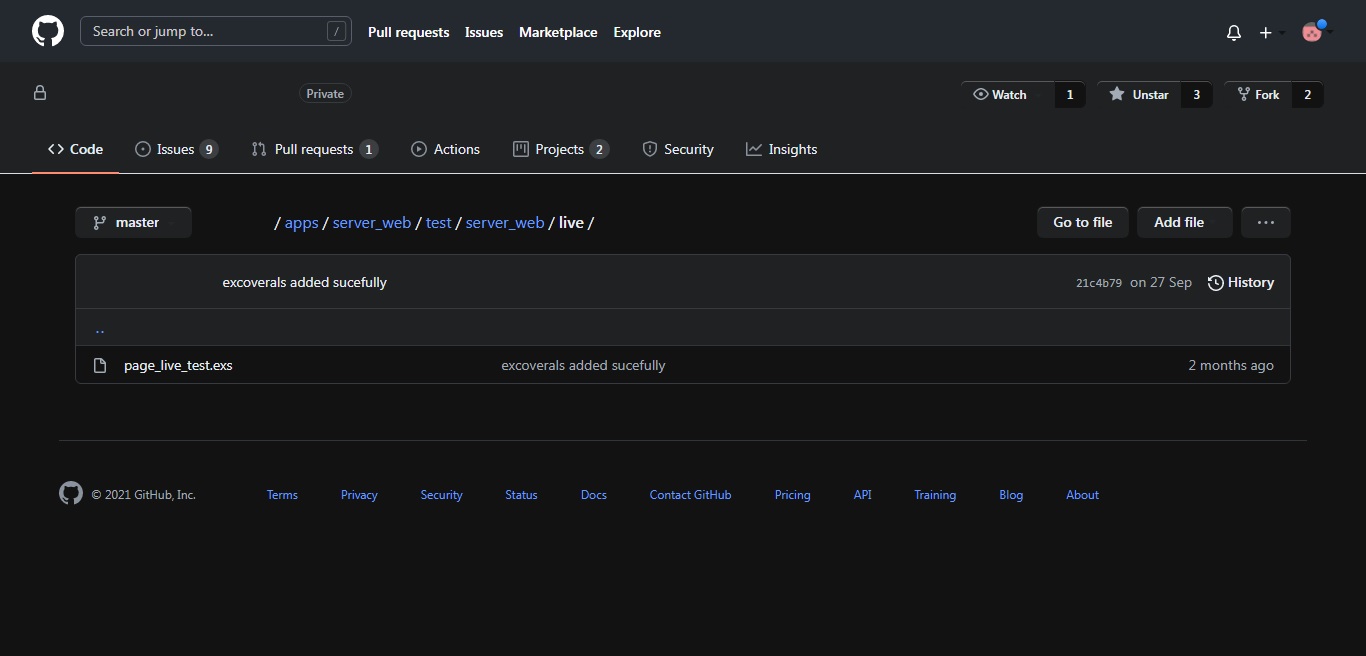 Search or jump to... / Pull requests Issues Marketplace Explore
Private Watch 1 Unstar 3 Fork 2
Code Issues 9 Pull requests 1 Actions Projects 2 Security Insights
master / apps / server_web / test / server_web / live / Go to file Add file ...
excoverals added sucefully 21c4b79 on 27 Sep History
..
page_live_test.exs excoverals added sucefully 2 months ago
© 2021 GitHub, Inc. Terms Privacy Security Status Docs Contact GitHub Pricing API Training Blog About